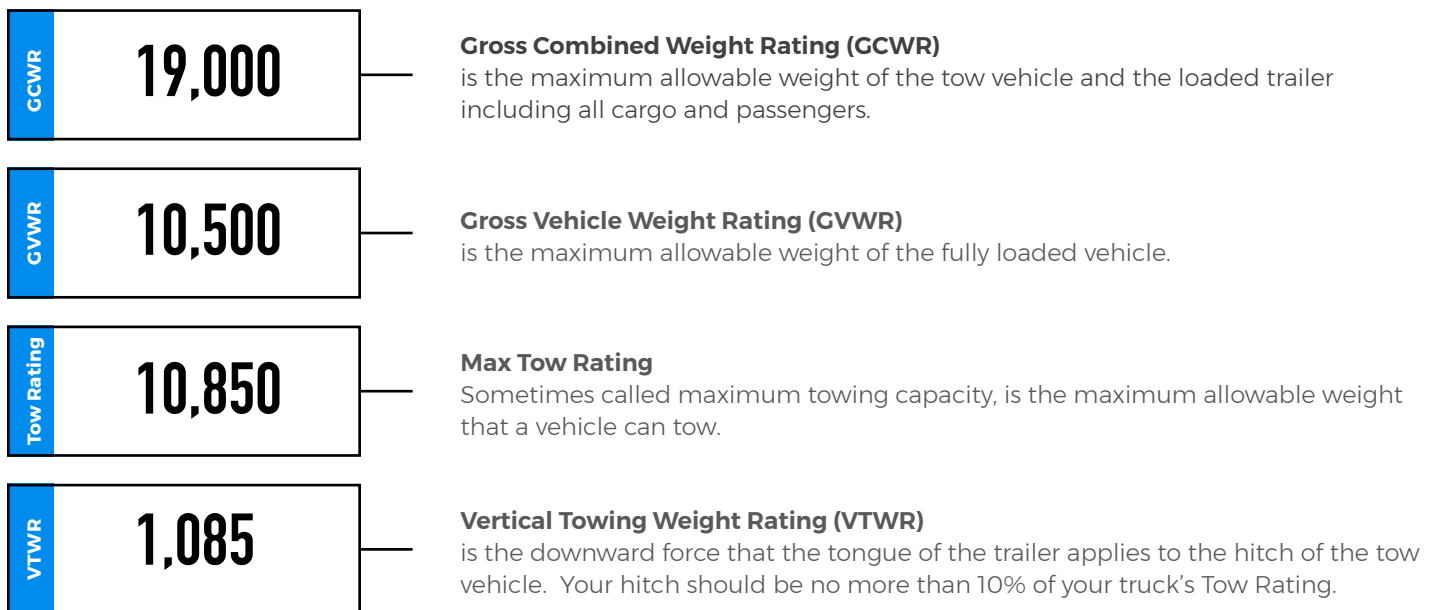 GCWR
19,000
Gross Combined Weight Rating (GCWR)
is the maximum allowable weight of the tow vehicle and the loaded trailer
including all cargo and passengers.
GVWR
10,500
Gross Vehicle Weight Rating (GVWR)
is the maximum allowable weight of the fully loaded vehicle.
Tow Rating
10,850
Max Tow Rating
Sometimes called maximum towing capacity, is the maximum allowable weight
that a vehicle can tow.
VTWR
1,085
Vertical Towing Weight Rating (VTWR)
is the downward force that the tongue of the trailer applies to the hitch of the tow
vehicle.  Your hitch should be no more than 10% of your truck’s Tow Rating.